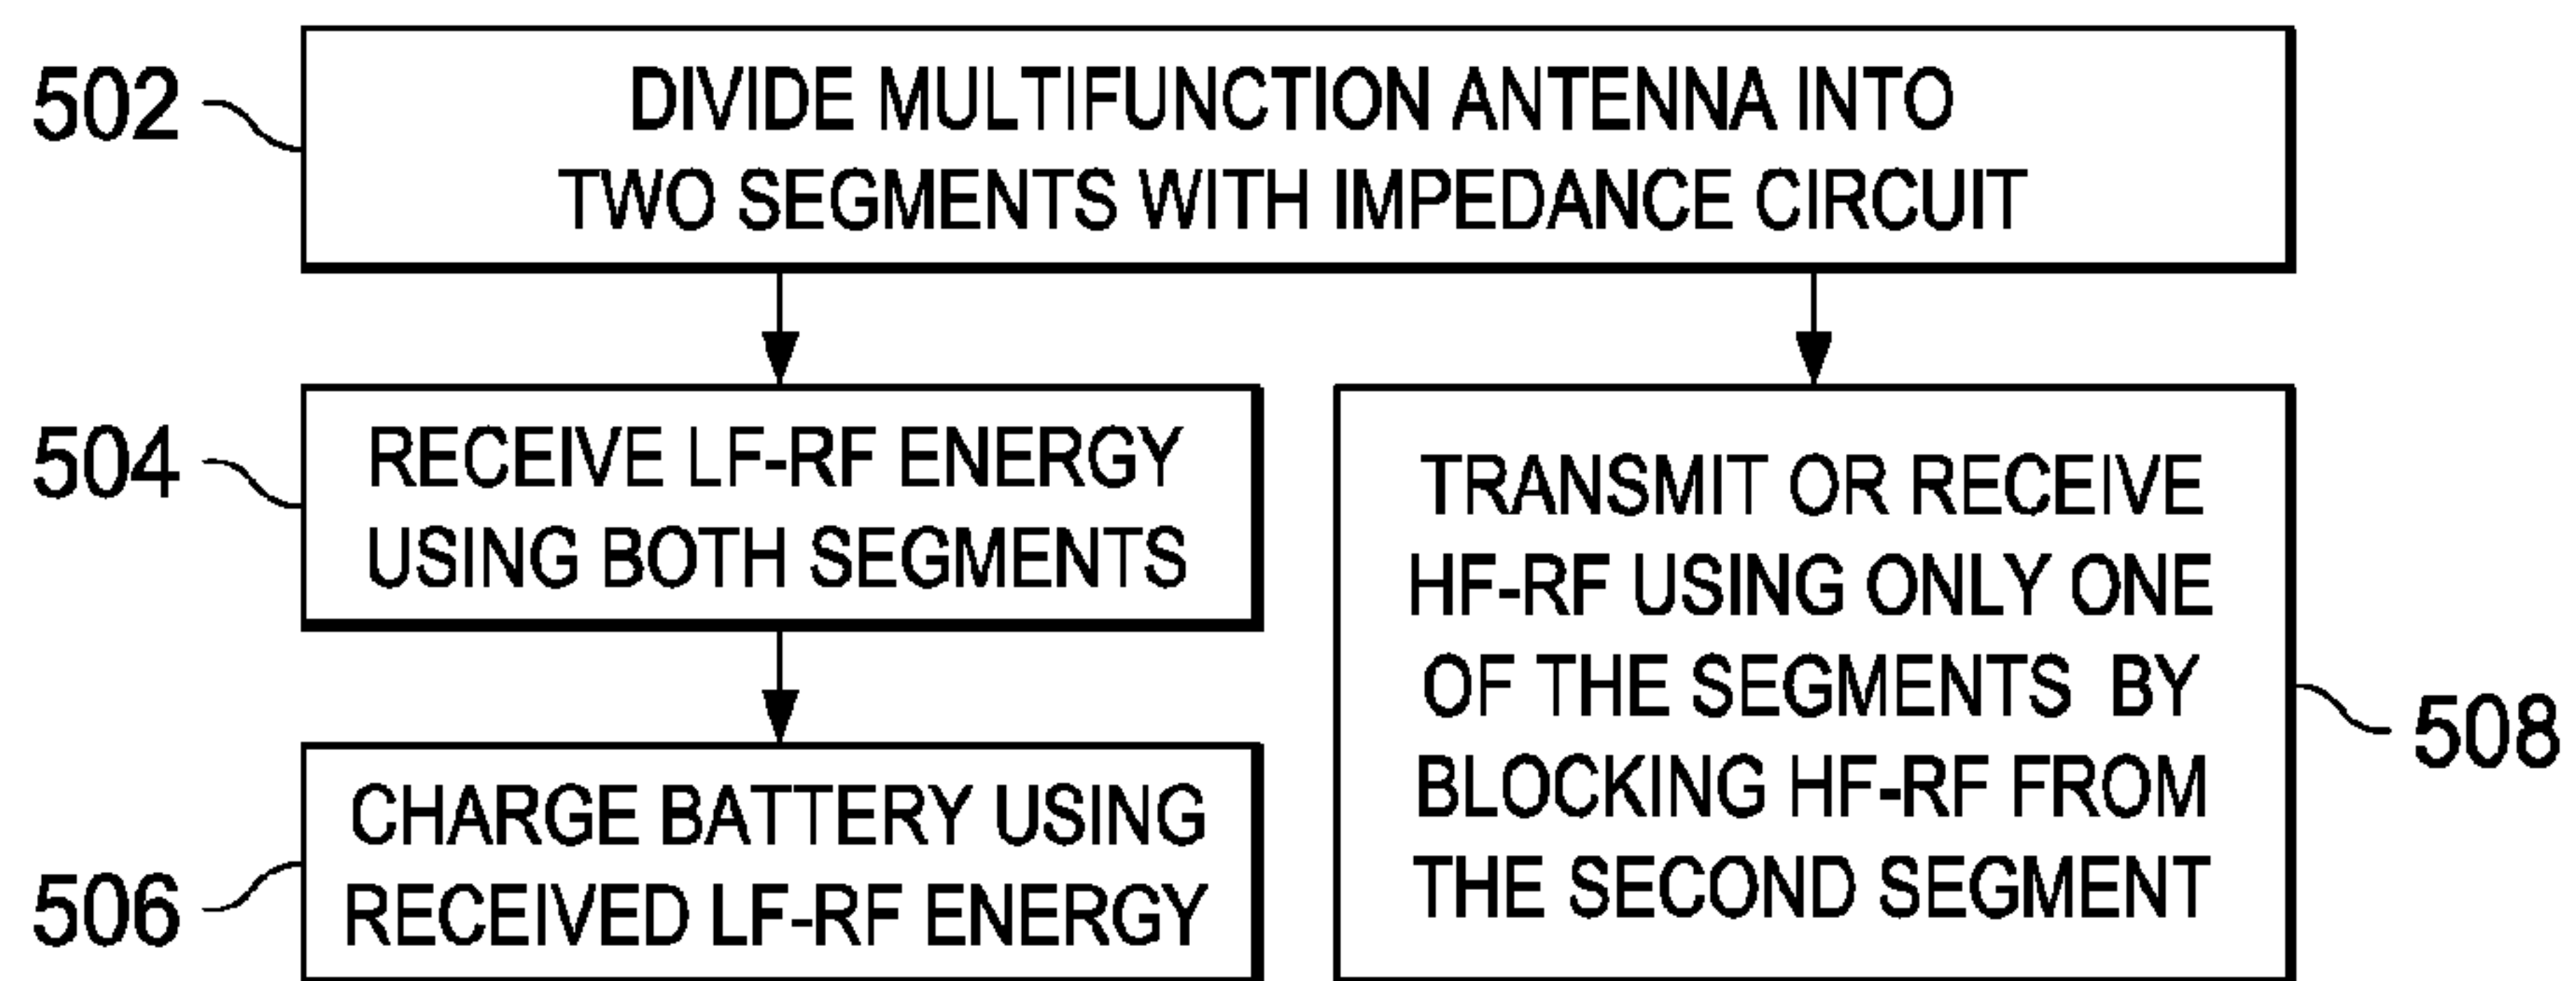 502
DIVIDE MULTIFUNCTION ANTENNA INTO
TWO SEGMENTS WITH IMPEDANCE CIRCUIT
504
RECEIVE LF-RF ENERGY
USING BOTH SEGMENTS
506
CHARGE BATTERY USING
RECEIVED LF-RF ENERGY
TRANSMIT OR RECEIVE
HF-RF USING ONLY ONE
OF THE SEGMENTS BY
BLOCKING HF-RF FROM
THE SECOND SEGMENT
508